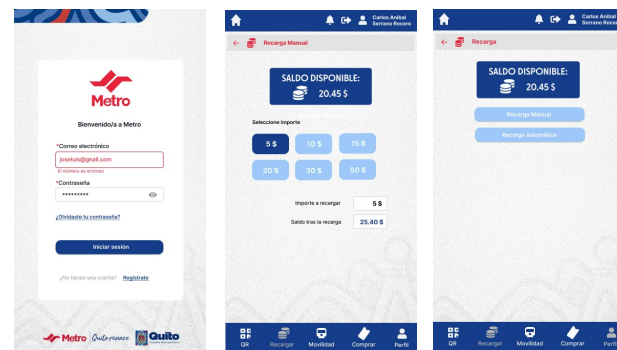 Metro
Bienvenido/a a Metro
*Correo electrónico
joseluis@gnail.com
El número es erróneo
*Contraseña
*********
¿Olvidaste tu contraseña?
Iniciar sesión
¿No tienes una cuenta? Regístrate
Metro Quito renace Quito
Carlos Anibal
Serrano Rocero
Recarga Manual
SALDO DISPONIBLE:
20.45 $
Seleccione importe
5 $ 10 $ 15 $
20 $ 30 $ 50 $
Importe a recargar 5 $
Saldo tras la recarga 25.40 $
QR Recargar Movilidad Comprar Perfil
Carlos Anibal
Serrano Rocero
Recarga
SALDO DISPONIBLE:
20.45 $
Recarga Manual
Recarga automática
QR Recargar Movilidad Comprar Perfil